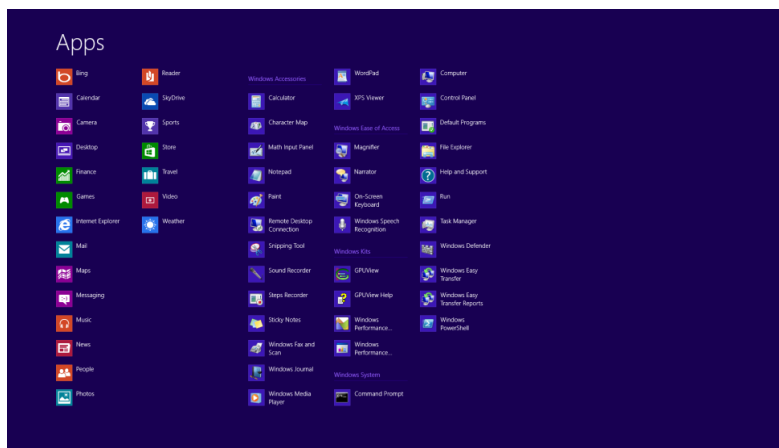 Apps
Bing
Calendar
Camera
Desktop
Finance
Games
Internet Explorer
Mail
Maps
Messaging
Music
News
People
Photos
Reader
SkyDrive
Sports
Store
Travel
Video
Weather
Windows Accessories
Calculator
Character Map
Math Input Panel
Notepad
Paint
Remote Desktop
Connection
Snipping Tool
Sound Recorder
Steps Recorder
Sticky Notes
Windows Fax and
Scan
Windows Journal
Windows Media
Player
WordPad
XPS Viewer
Windows Ease of Access
Magnifier
Narrator
On-Screen
Keyboard
Windows Speech
Recognition
Windows Kits
GPUView
GPUView Help
Windows
Performance...
Windows
Performance...
Windows System
Command Prompt
Computer
Control Panel
Default Programs
File Explorer
Help and Support
Run
Task Manager
Windows Defender
Windows Easy
Transfer
Windows Easy
Transfer Reports
Windows
PowerShell